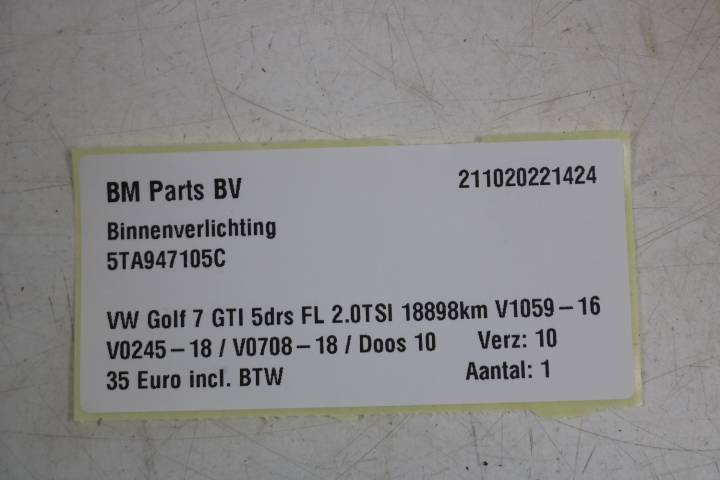 BM Parts BV 211020221424
Binnenverlichting
5TA947105C
VW Golf 7 GTI 5drs FL 2.0TSI 18898km V1059-16
V0245-18 / V0708-18 / Doos 10 Verz: 10
35 Euro incl. BTW Aantal: 1